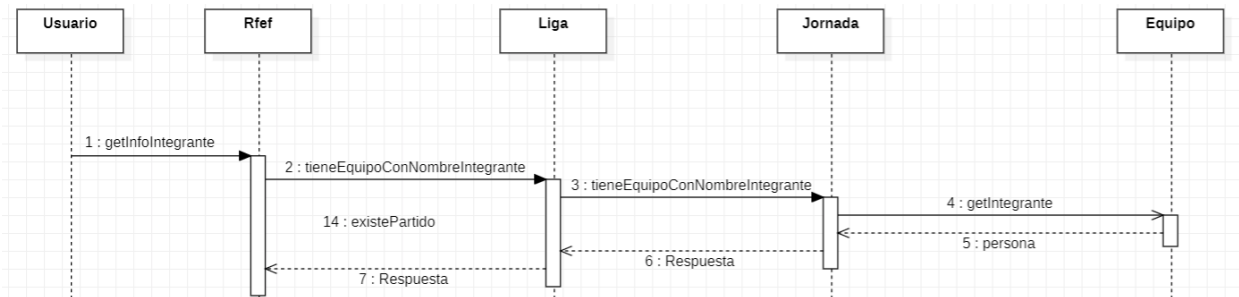 Usuario
Rfef
Liga
Jornada
Equipo
1 : getInfoIntegrante
2 : tieneEquipoConNombreIntegrante
3 : tieneEquipoConNombreIntegrante
4 : getIntegrante
14 : existePartido
5 : persona
6 : Respuesta
7 : Respuesta